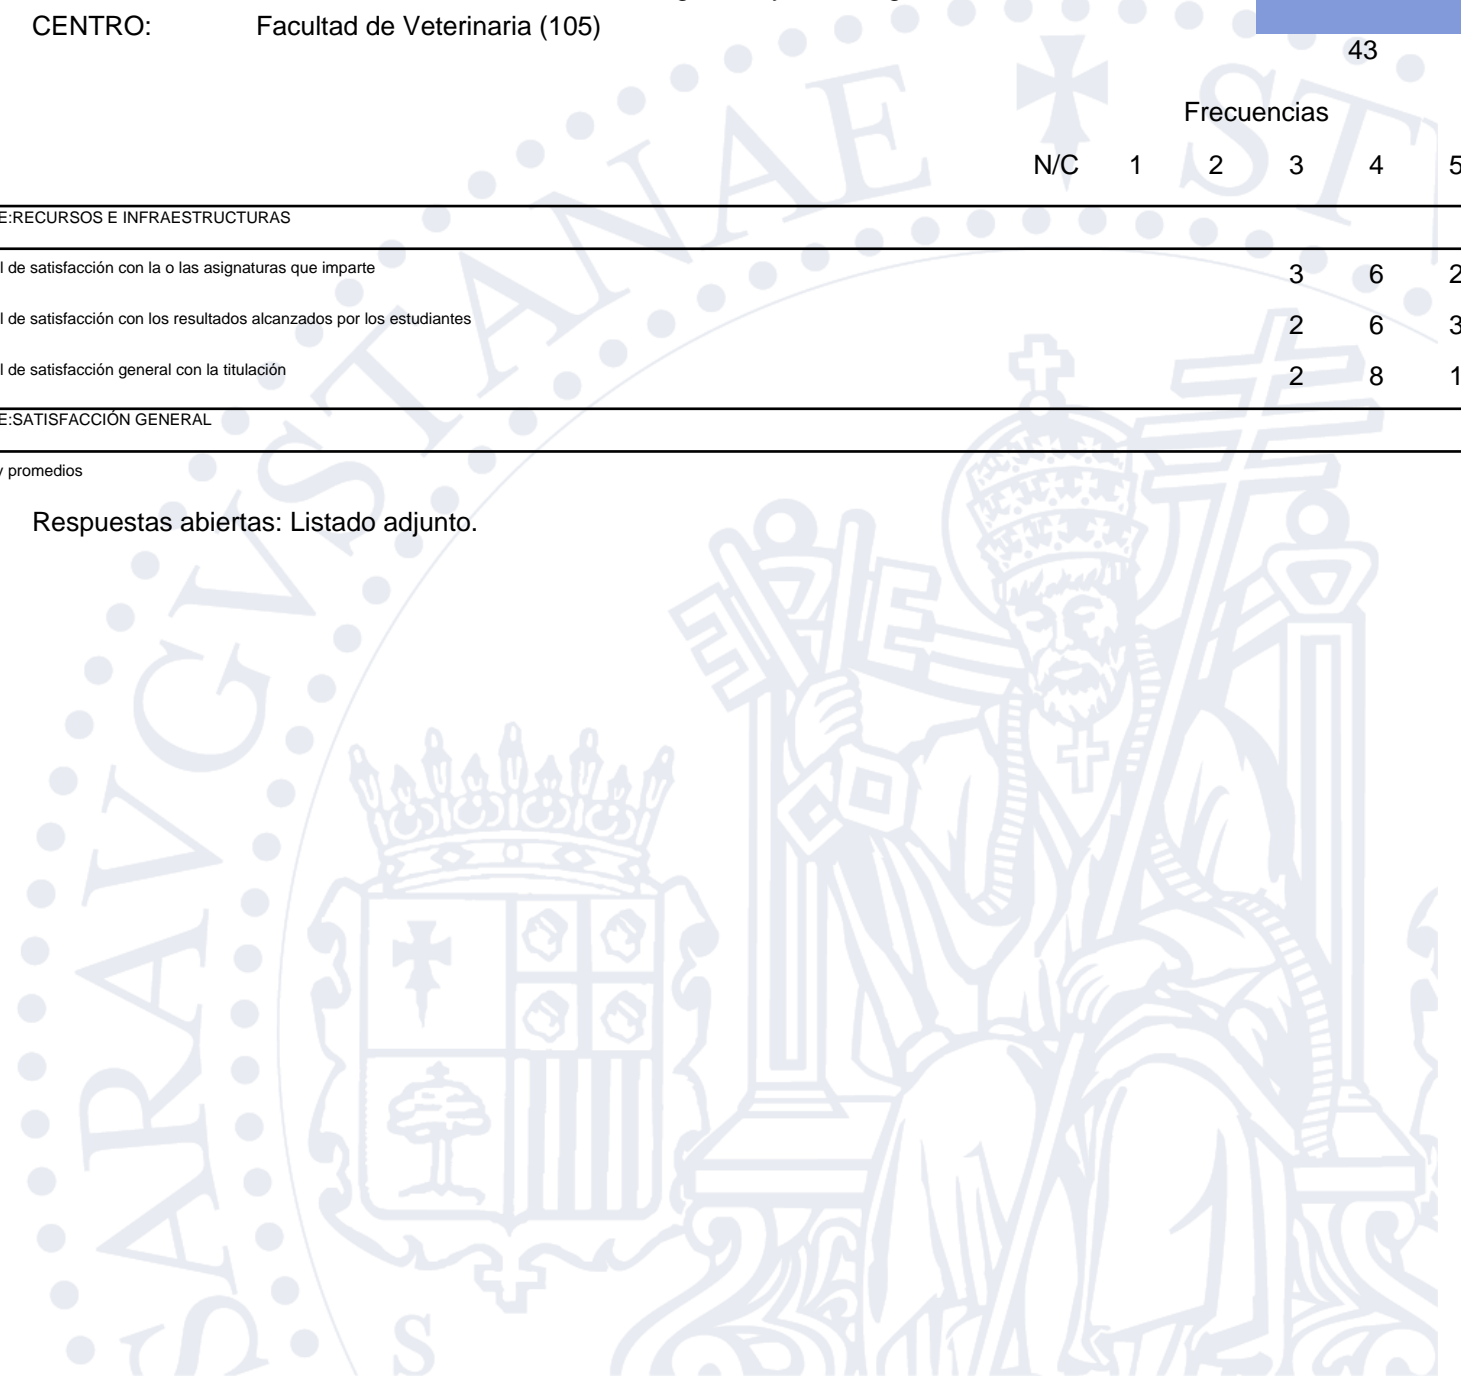 CENTRO: Facultad de Veterinaria (105)
43
Frecuencias
N/C 1 2 3 4 5
E:RECURSOS E INFRAESTRUCTURAS
l de satisfacción con la o las asignaturas que imparte 3 6 2
l de satisfacción con los resultados alcanzados por los estudiantes 2 6 3
l de satisfacción general con la titulación 2 8 1
E:SATISFACCIÓN GENERAL
y promedios
Respuestas abiertas: Listado adjunto.
SARAVGVSTANAE ST
S